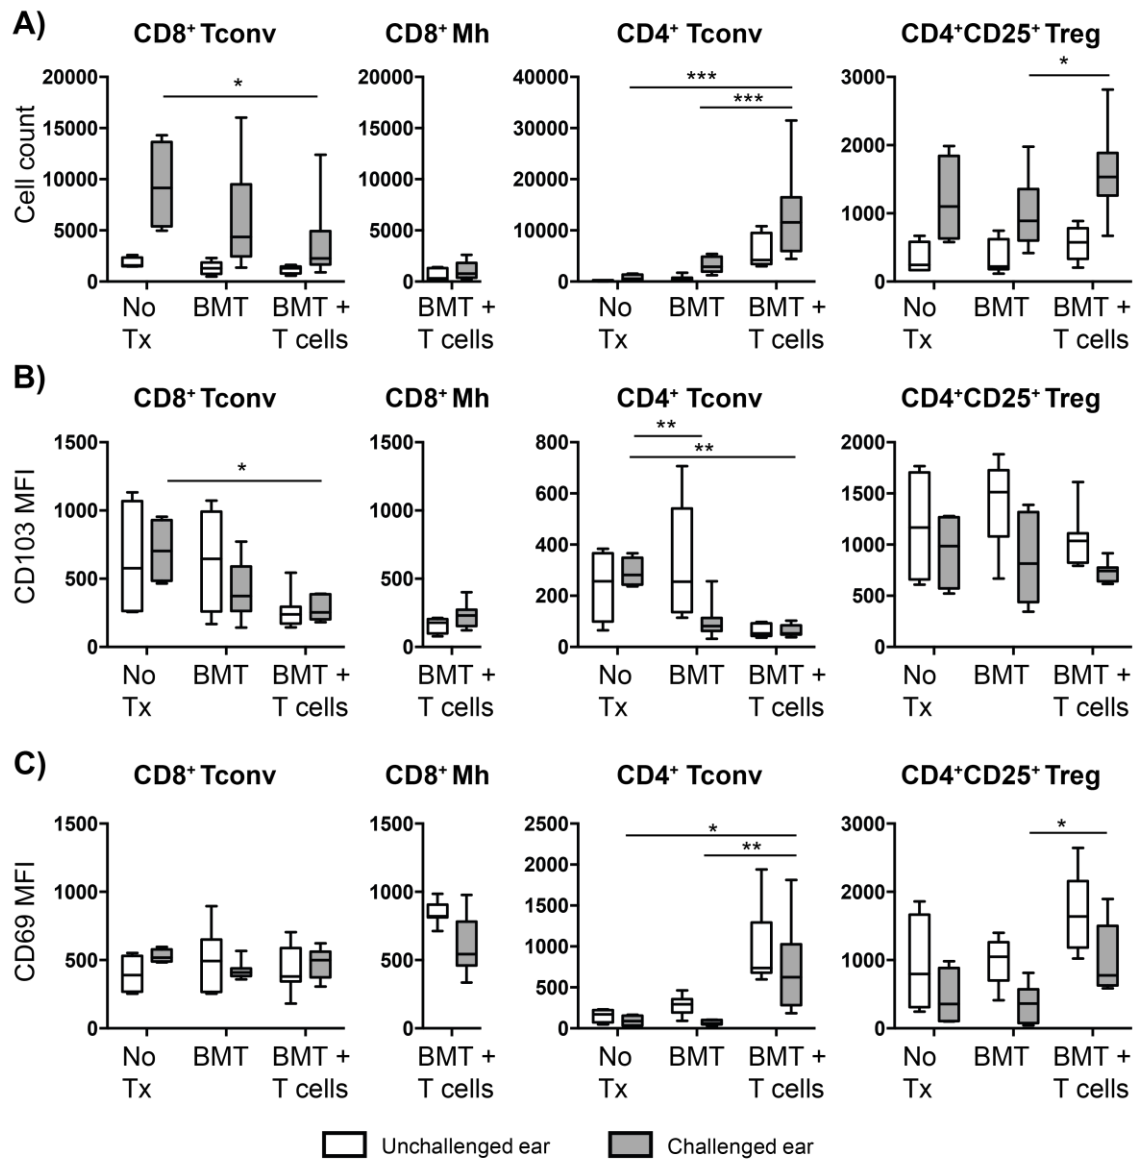 A)
CD8⁺ Tconv CD8⁺ Mh CD4⁺ Tconv CD4⁺CD25⁺ Treg
Cell count
20000 20000 40000 3000
15000 15000 30000
2000
10000 10000 20000
1000
5000 5000 10000
0 0 0 0
* *** *** *
No Tx BMT BMT + T cells BMT + T cells No Tx BMT BMT + T cells No Tx BMT BMT + T cells
B)
CD8⁺ Tconv CD8⁺ Mh CD4⁺ Tconv CD4⁺CD25⁺ Treg
CD103 MFI
1500 1500 800 2000
600 1500
1000 1000
400 1000
500 500
200 500
0 0 0 0
* ** **
No Tx BMT BMT + T cells BMT + T cells No Tx BMT BMT + T cells No Tx BMT BMT + T cells
C)
CD8⁺ Tconv CD8⁺ Mh CD4⁺ Tconv CD4⁺CD25⁺ Treg
CD69 MFI
1500 1500 2500 3000
2000
1000 1000 2000
1500
1000
500 500 1000
500
0 0 0 0
* ** *
No Tx BMT BMT + T cells BMT + T cells No Tx BMT BMT + T cells No Tx BMT BMT + T cells
Unchallenged ear Challenged ear